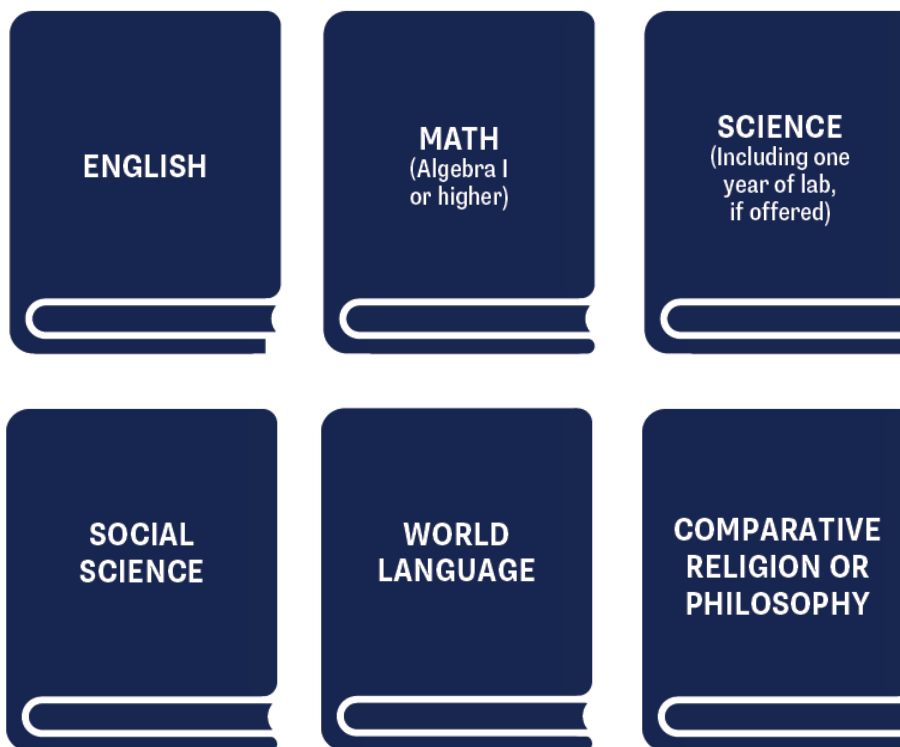 ENGLISH
MATH
(Algebra I
or higher)
SCIENCE
(Including one
year of lab,
if offered)
SOCIAL
SCIENCE
WORLD
LANGUAGE
COMPARATIVE
RELIGION OR
PHILOSOPHY